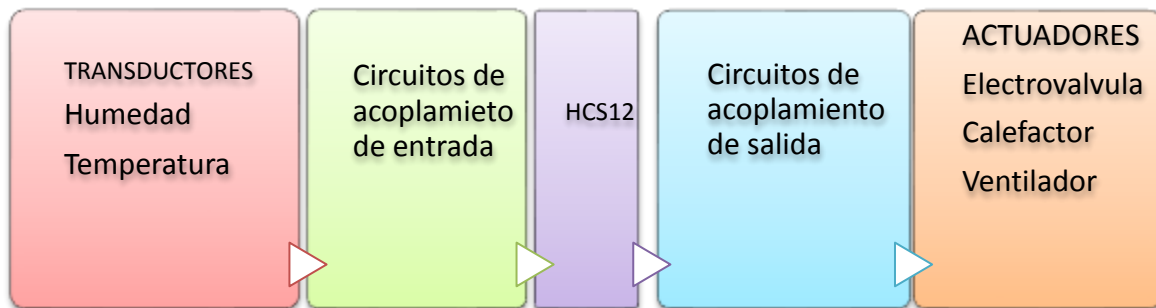 TRANSDUCTORES
Humedad
Temperatura
Circuitos de
acoplamieto
de entrada
HCS12
Circuitos de
acoplamiento
de salida
ACTUADORES
Electrovalvula
Calefactor
Ventilador